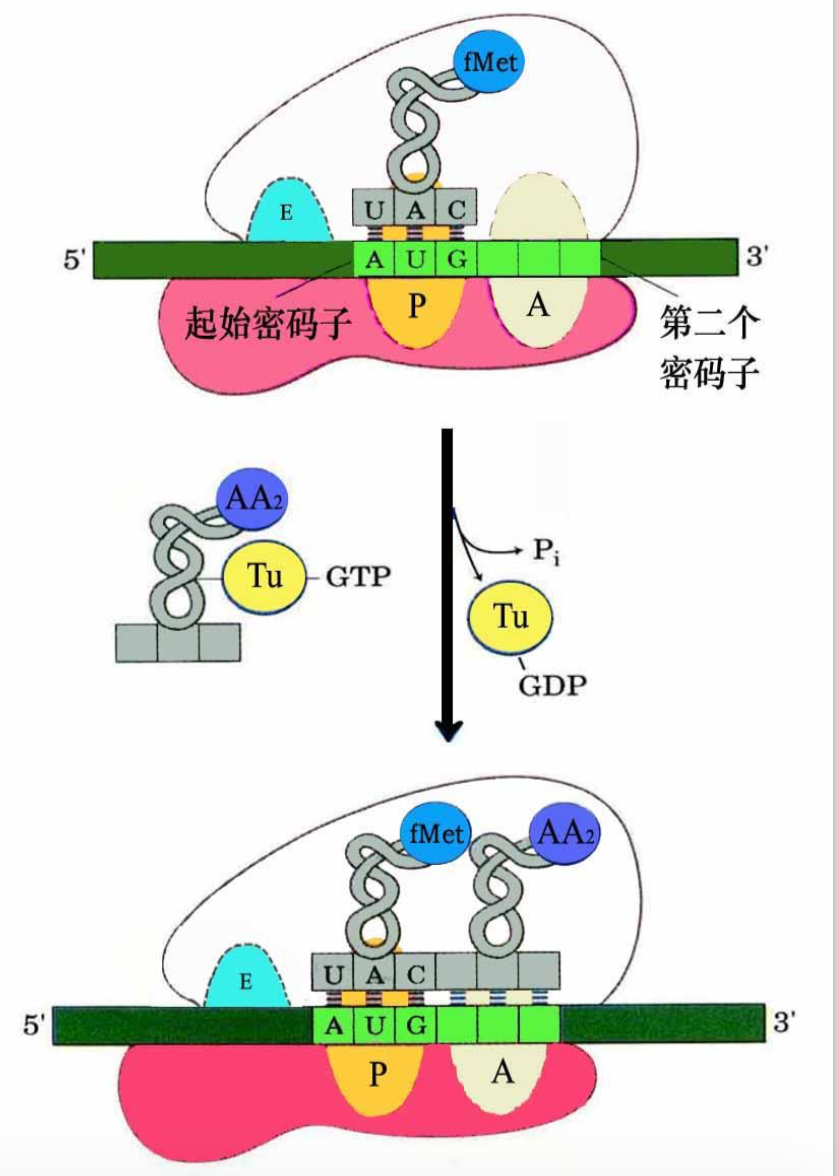 fMet
E
U A C
5' A U G 3'
起始密码子 P A 第二个
密码子
AA₂
Tu GTP
Pi
Tu
GDP
fMet AA₂
E
U A C
5' A U G 3'
P A